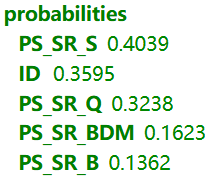 probabilities
PS_SR_S 0.4039
ID 0.3595
PS_SR_Q 0.3238
PS_SR_BDM 0.1623
PS_SR_B 0.1362